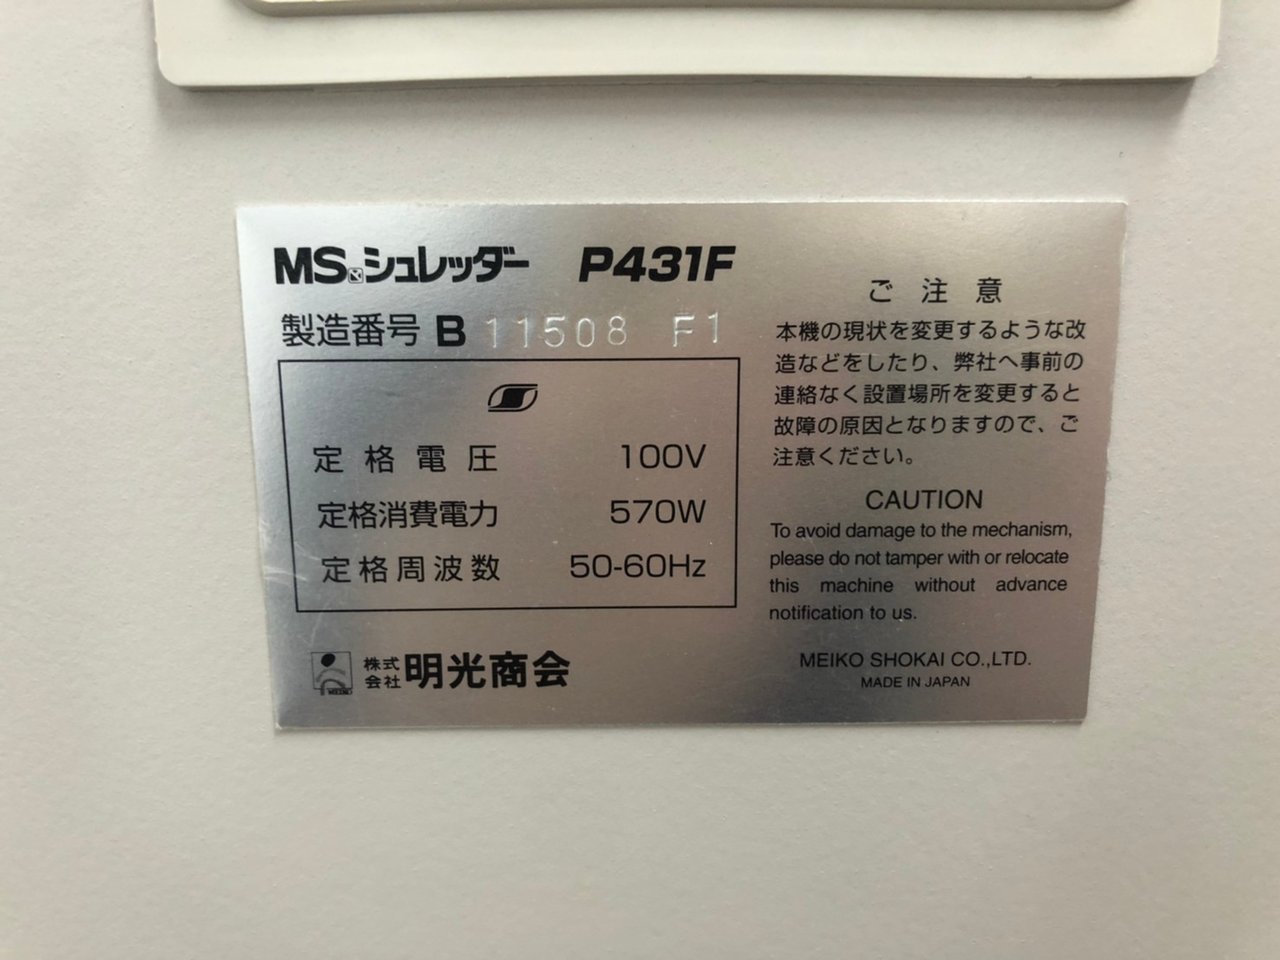 MSシュレッダー P431F
製造番号 B 11508 F1
定格電圧 100V
定格消費電力 570W
定格周波数 50-60Hz
株式会社 明光商会
ご注意
本機の現状を変更するような改
造などをしたり、弊社へ事前の
連絡なく設置場所を変更すると
故障の原因となりますので、ご
注意ください。
CAUTION
To avoid damage to the mechanism,
please do not tamper with or relocate
this machine without advance
notification to us.
MEIKO SHOKAI CO.,LTD.
MADE IN JAPAN